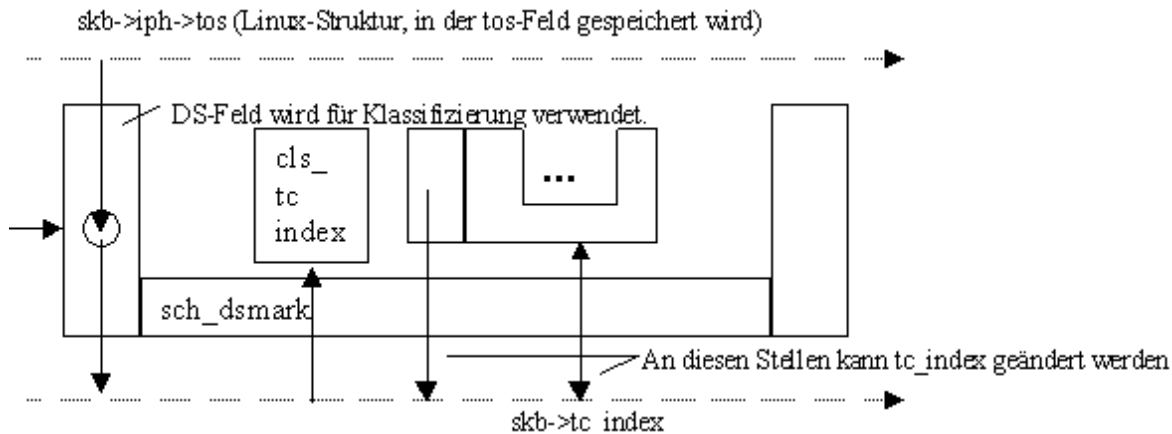 skb->iph->tos (Linux-Struktur, in der tos-Feld gespeichert wird)
DS-Feld wird für Klassifizierung verwendet.
cls_
tc
index
...
sch_dsmark
An diesen Stellen kann tc_index geändert werden
skb->tc_index